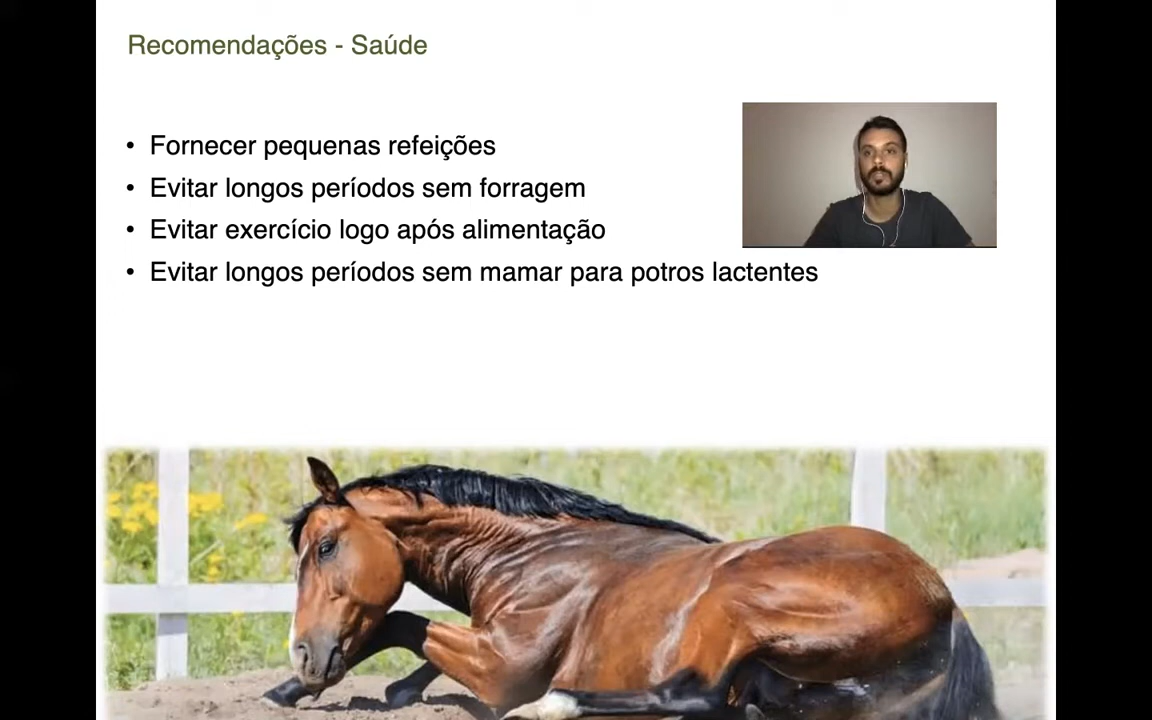 Recomendações - Saúde
• Fornecer pequenas refeições
• Evitar longos períodos sem forragem
• Evitar exercício logo após alimentação
• Evitar longos períodos sem mamar para potros lactentes